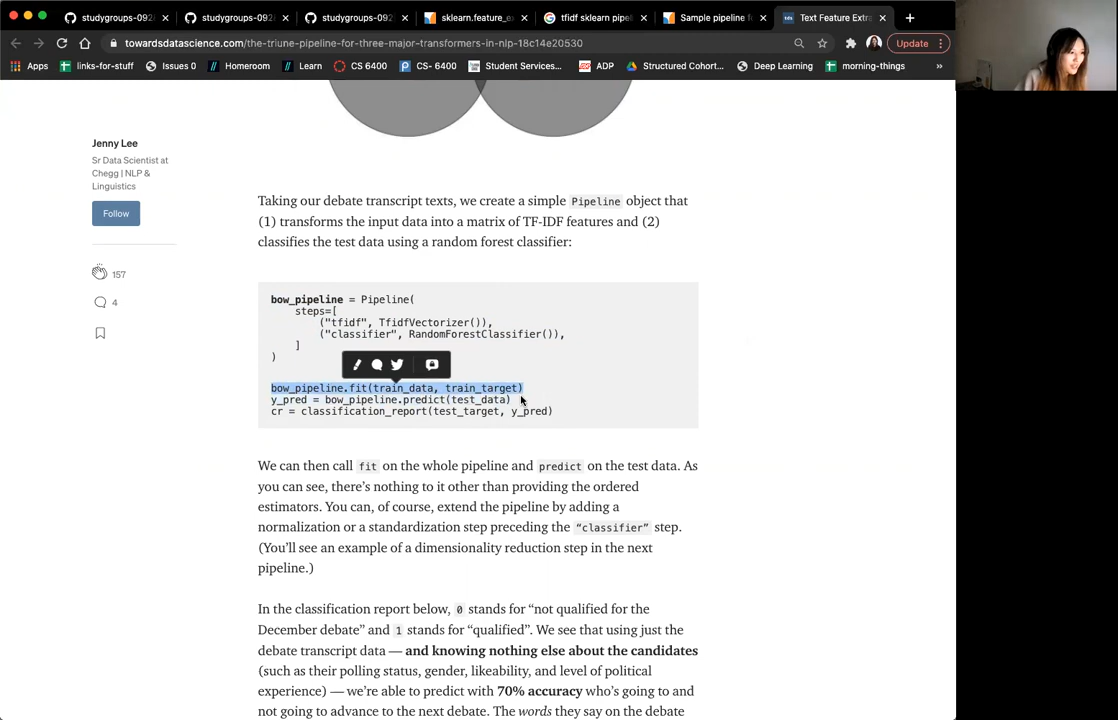 studygroups-092
studygroups-092
studygroups-092
sklearn.feature_e
tfidf sklearn pipel
Sample pipeline f
Text Feature Extra
towardsdatascience.com/the-triune-pipeline-for-three-major-transformers-in-nlp-18c14e20530
Update
Apps
links-for-stuff
Issues 0
Homeroom
Learn
CS 6400
CS- 6400
Student Services...
ADP
Structured Cohort...
Deep Learning
morning-things
»
Jenny Lee
Sr Data Scientist at
Chegg | NLP &
Linguistics
Follow
157
4
Taking our debate transcript texts, we create a simple Pipeline object that
(1) transforms the input data into a matrix of TF-IDF features and (2)
classifies the test data using a random forest classifier:
bow_pipeline = Pipeline(
steps=[
("tfidf", TfidfVectorizer()),
("classifier", RandomForestClassifier()),
]
)
bow_pipeline.fit(train_data, train_target)
y_pred = bow_pipeline.predict(test_data)
cr = classification_report(test_target, y_pred)
We can then call fit on the whole pipeline and predict on the test data. As
you can see, there’s nothing to it other than providing the ordered
estimators. You can, of course, extend the pipeline by adding a
normalization or a standardization step preceding the “classifier” step.
(You’ll see an example of a dimensionality reduction step in the next
pipeline.)
In the classification report below, 0 stands for “not qualified for the
December debate” and 1 stands for “qualified”. We see that using just the
debate transcript data — and knowing nothing else about the candidates
(such as their polling status, gender, likeability, and level of political
experience) — we’re able to predict with 70% accuracy who’s going to and
not going to advance to the next debate. The words they say on the debate